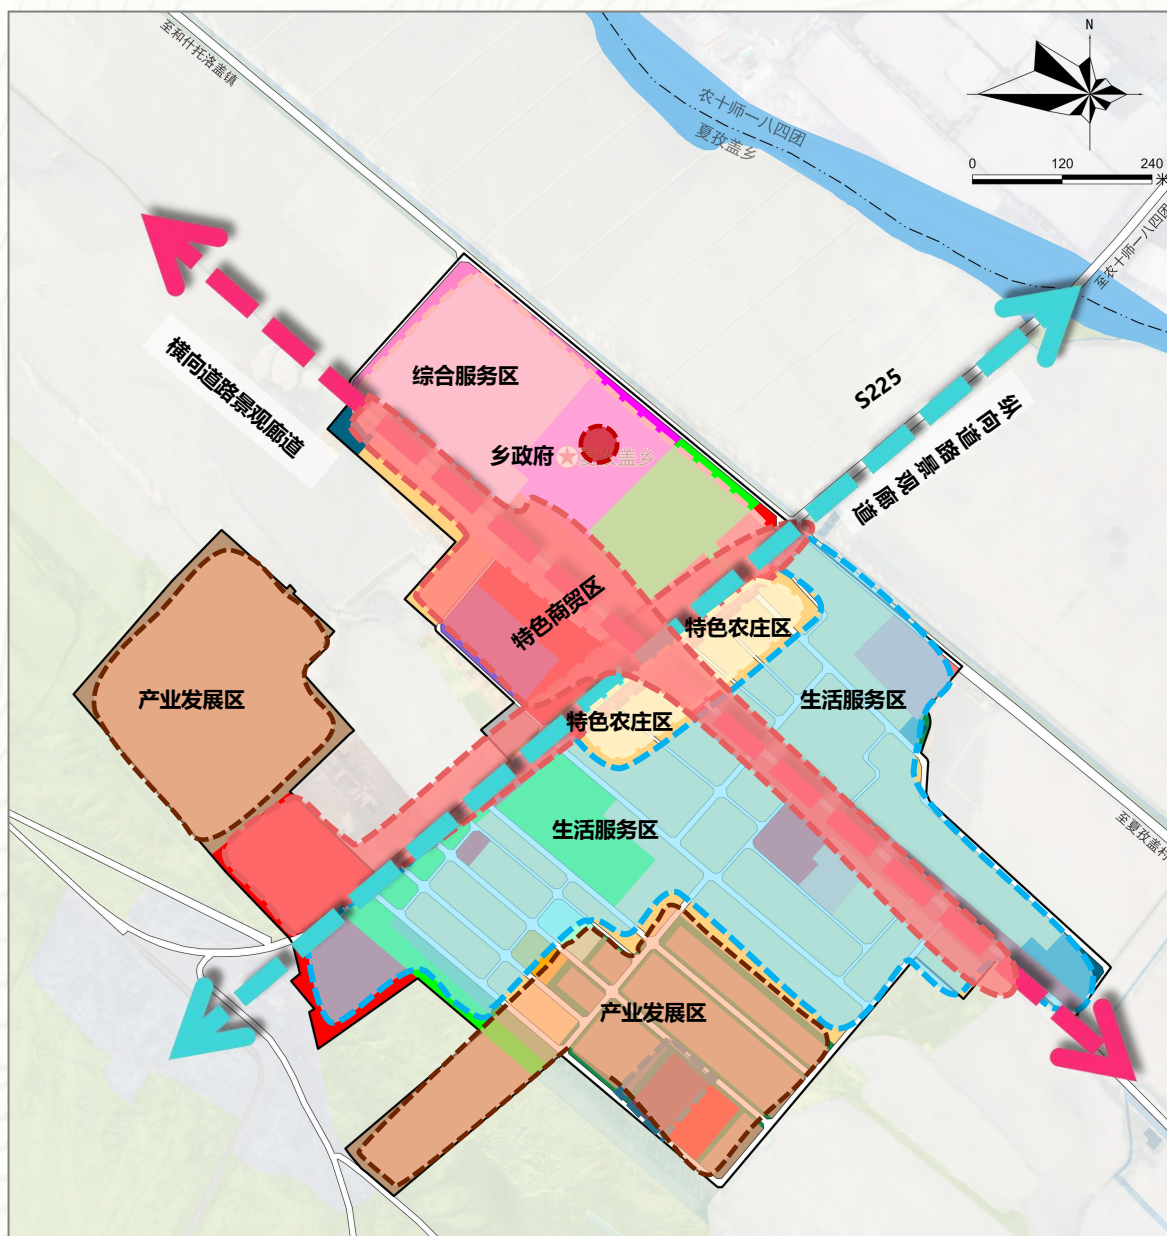 至和什托洛盖镇
N
农十师一八四团
夏孜盖乡
0 120 240 米
至农十师一八四团
横向道路景观廊道
综合服务区
S225
纵向道路景观廊道
乡政府
夏孜盖乡
特色商贸区
特色农庄区
产业发展区
生活服务区
特色农庄区
生活服务区
至夏孜盖村
产业发展区